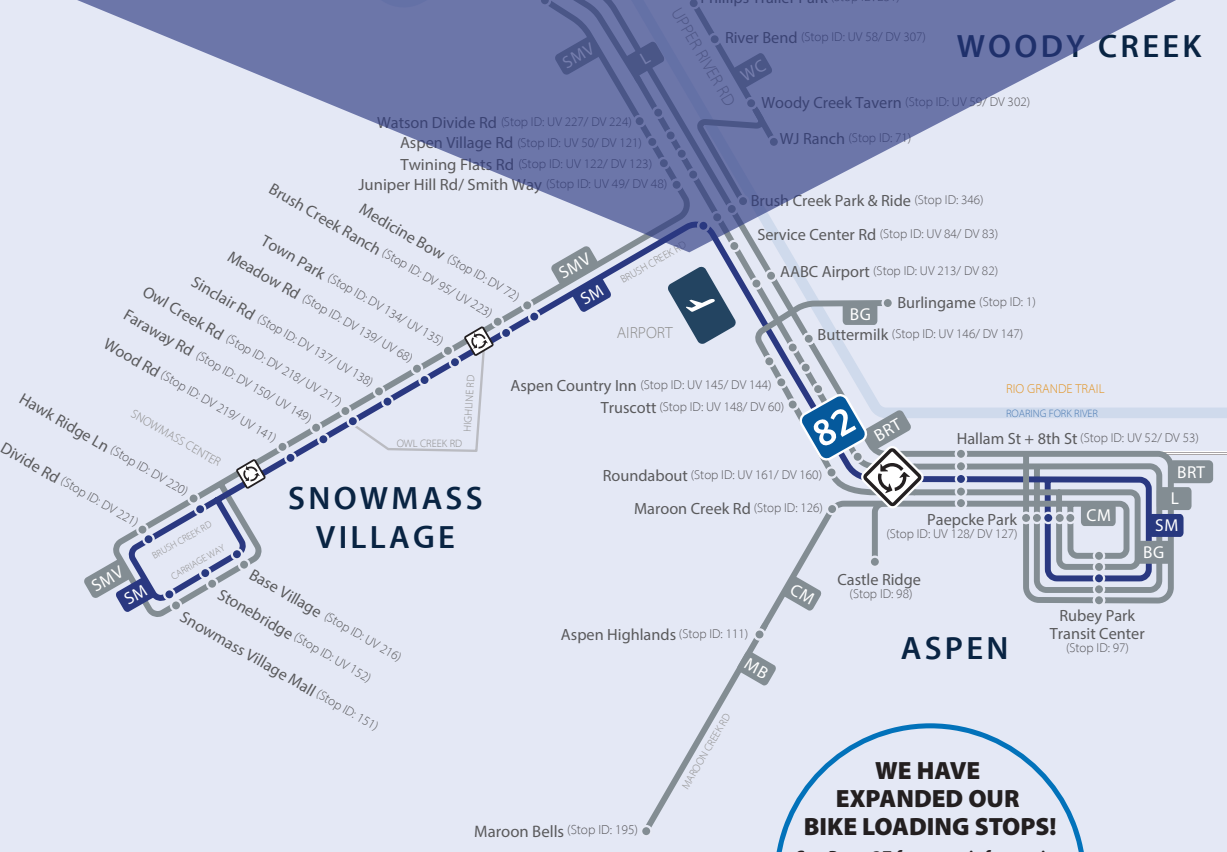 Phillips Trailer Park
UPPER RIVER RD
River Bend (Stop ID: UV 58/ DV 307)
WOODY CREEK
SMV
L
WC
Woody Creek Tavern (Stop ID: UV 59/ DV 302)
Watson Divide Rd (Stop ID: UV 227/ DV 224)
Aspen Village Rd (Stop ID: UV 50/ DV 121)
WJ Ranch (Stop ID: 71)
Twining Flats Rd (Stop ID: UV 122/ DV 123)
Juniper Hill Rd/ Smith Way (Stop ID: UV 49/ DV 48)
Brush Creek Park & Ride (Stop ID: 346)
Service Center Rd (Stop ID: UV 84/ DV 83)
AABC Airport (Stop ID: UV 213/ DV 82)
Burlingame (Stop ID: 1)
BG
Buttermilk (Stop ID: UV 146/ DV 147)
Medicine Bow (Stop ID: DV 72)
Brush Creek Ranch (Stop ID: DV 95/ UV 223)
Town Park (Stop ID: DV 134/ UV 135)
Meadow Rd (Stop ID: DV 139/ UV 68)
Sinclair Rd (Stop ID: DV 137/ UV 138)
Owl Creek Rd (Stop ID: DV 218/ UV 217)
Faraway Rd (Stop ID: DV 150/ UV 149)
Wood Rd (Stop ID: DV 219/ UV 141)
Hawk Ridge Ln (Stop ID: DV 220)
Divide Rd (Stop ID: DV 221)
SMV
SM
BRUSH CREEK RD
AIRPORT
HIGHLINE RD
OWL CREEK RD
SNOWMASS CENTER
SNOWMASS
VILLAGE
BRUSH CREEK RD
CARRIAGE WAY
SMV
SM
Base Village (Stop ID: UV 216)
Stonebridge (Stop ID: UV 152)
Snowmass Village Mall (Stop ID: 151)
Aspen Country Inn (Stop ID: UV 145/ DV 144)
Truscott (Stop ID: UV 148/ DV 60)
82
BRT
RIO GRANDE TRAIL
ROARING FORK RIVER
Hallam St + 8th St (Stop ID: UV 52/ DV 53)
Roundabout (Stop ID: UV 161/ DV 160)
Maroon Creek Rd (Stop ID: 126)
BRT
L
SM
BG
CM
Paepcke Park
(Stop ID: UV 128/ DV 127)
Castle Ridge
(Stop ID: 98)
CM
Rubey Park
Transit Center
(Stop ID: 97)
Aspen Highlands (Stop ID: 111)
ASPEN
MB
MAROON CREEK RD
Maroon Bells (Stop ID: 195)
WE HAVE
EXPANDED OUR
BIKE LOADING STOPS!